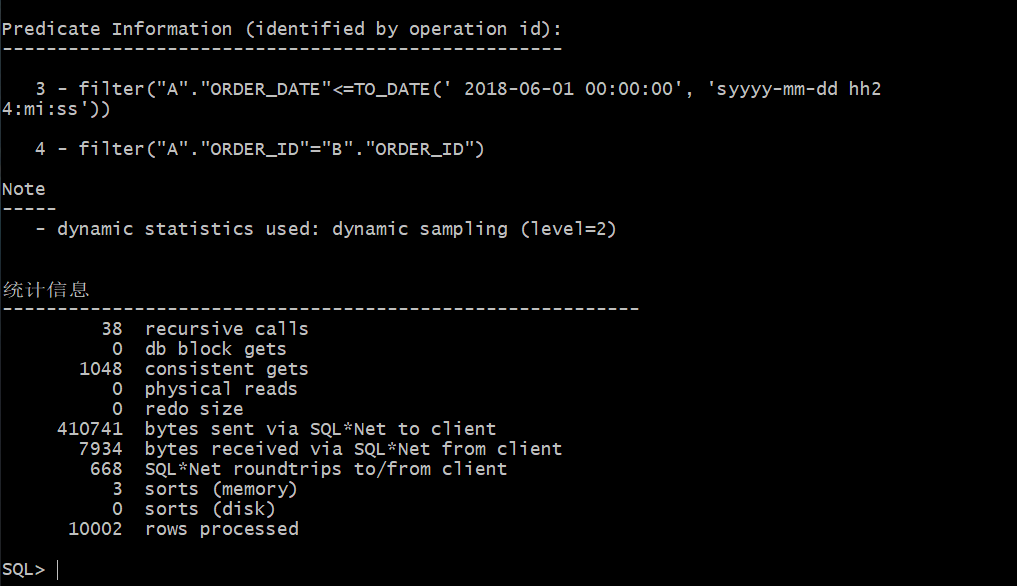 Predicate Information (identified by operation id):
---------------------------------------------------
   3 - filter("A"."ORDER_DATE"<=TO_DATE(' 2018-06-01 00:00:00', 'syyyy-mm-dd hh2
4:mi:ss'))
   4 - filter("A"."ORDER_ID"="B"."ORDER_ID")
Note
-----
   - dynamic statistics used: dynamic sampling (level=2)
统计信息
----------------------------------------------------------
         38  recursive calls
          0  db block gets
       1048  consistent gets
          0  physical reads
          0  redo size
     410741  bytes sent via SQL*Net to client
       7934  bytes received via SQL*Net from client
        668  SQL*Net roundtrips to/from client
          3  sorts (memory)
          0  sorts (disk)
      10002  rows processed
SQL>